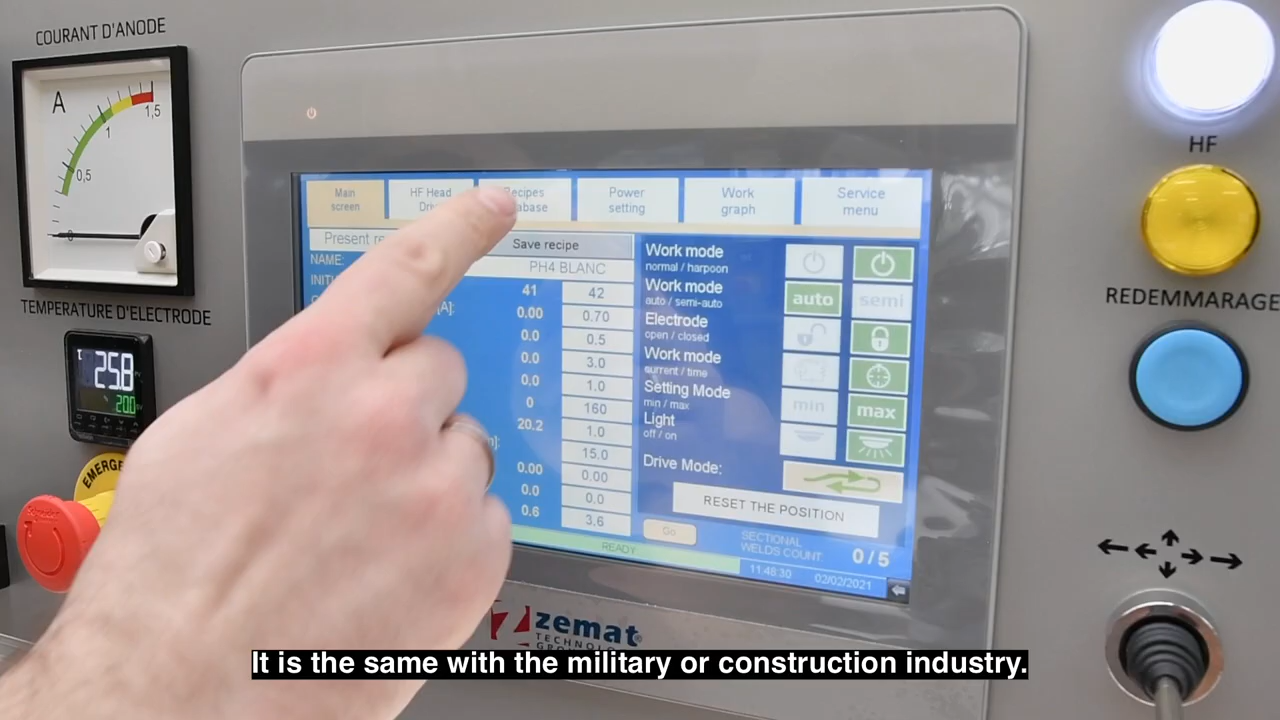 COURANT D'ANODE
A
0,5
1
1,5
0
TEMPERATURE D'ELECTRODE
25.8
200
EMERGE
Main
screen
HF Head
Recipes
Power
setting
Work
graph
Service
menu
Save recipe
NAME:
PH4 BLANC
41
42
0.00
0.70
0.0
0.5
0.0
3.0
0.0
1.0
0
160
20.2
1.0
15.0
0.00
0.00
0.0
0.0
0.6
3.6
READY
Work mode
normal / harpoon
Work mode
auto / semi-auto
auto
semi
Electrode
open / closed
Work mode
current / time
Setting Mode
min / max
min
max
Light
off / on
Drive Mode:
RESET THE POSITION
Go
SECTIONAL
WELDS COUNT:
0 / 5
11:48:30
02/02/2021
HF
REDEMMARAGE
zemat
It is the same with the military or construction industry.